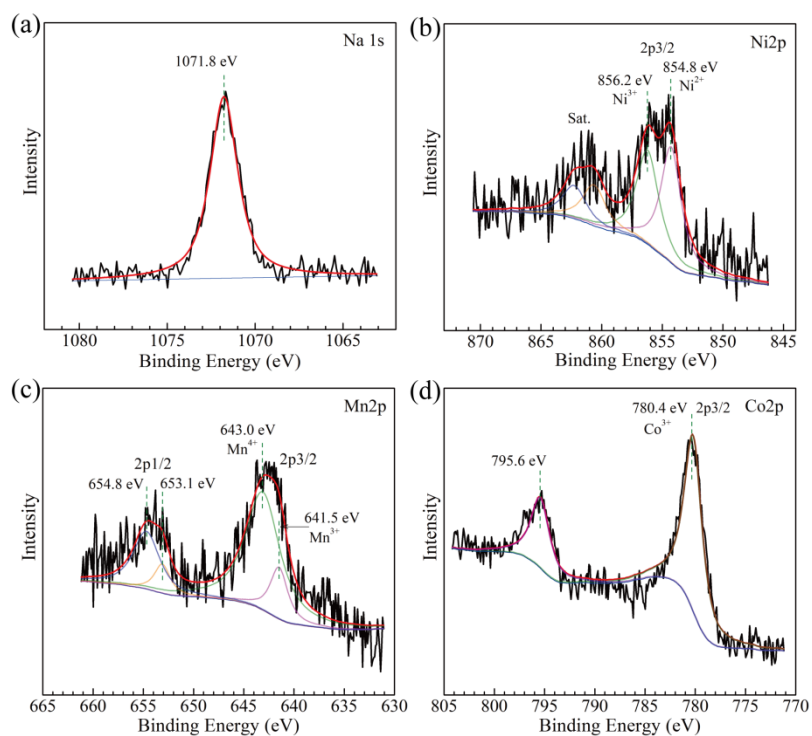 (a)
Na 1s
1071.8 eV
Intensity
1080 1075 1070 1065
Binding Energy (eV)
(b)
Ni2p
2p3/2
856.2 eV 854.8 eV
Ni³⁺ Ni²⁺
Sat.
Intensity
870 865 860 855 850 845
Binding Energy (eV)
(c)
Mn2p
643.0 eV
Mn⁴⁺
2p3/2
2p1/2
654.8 eV 653.1 eV
641.5 eV
Mn³⁺
Intensity
665 660 655 650 645 640 635 630
Binding Energy (eV)
(d)
Co2p
780.4 eV 2p3/2
Co³⁺
795.6 eV
Intensity
805 800 795 790 785 780 775 770
Binding Energy (eV)